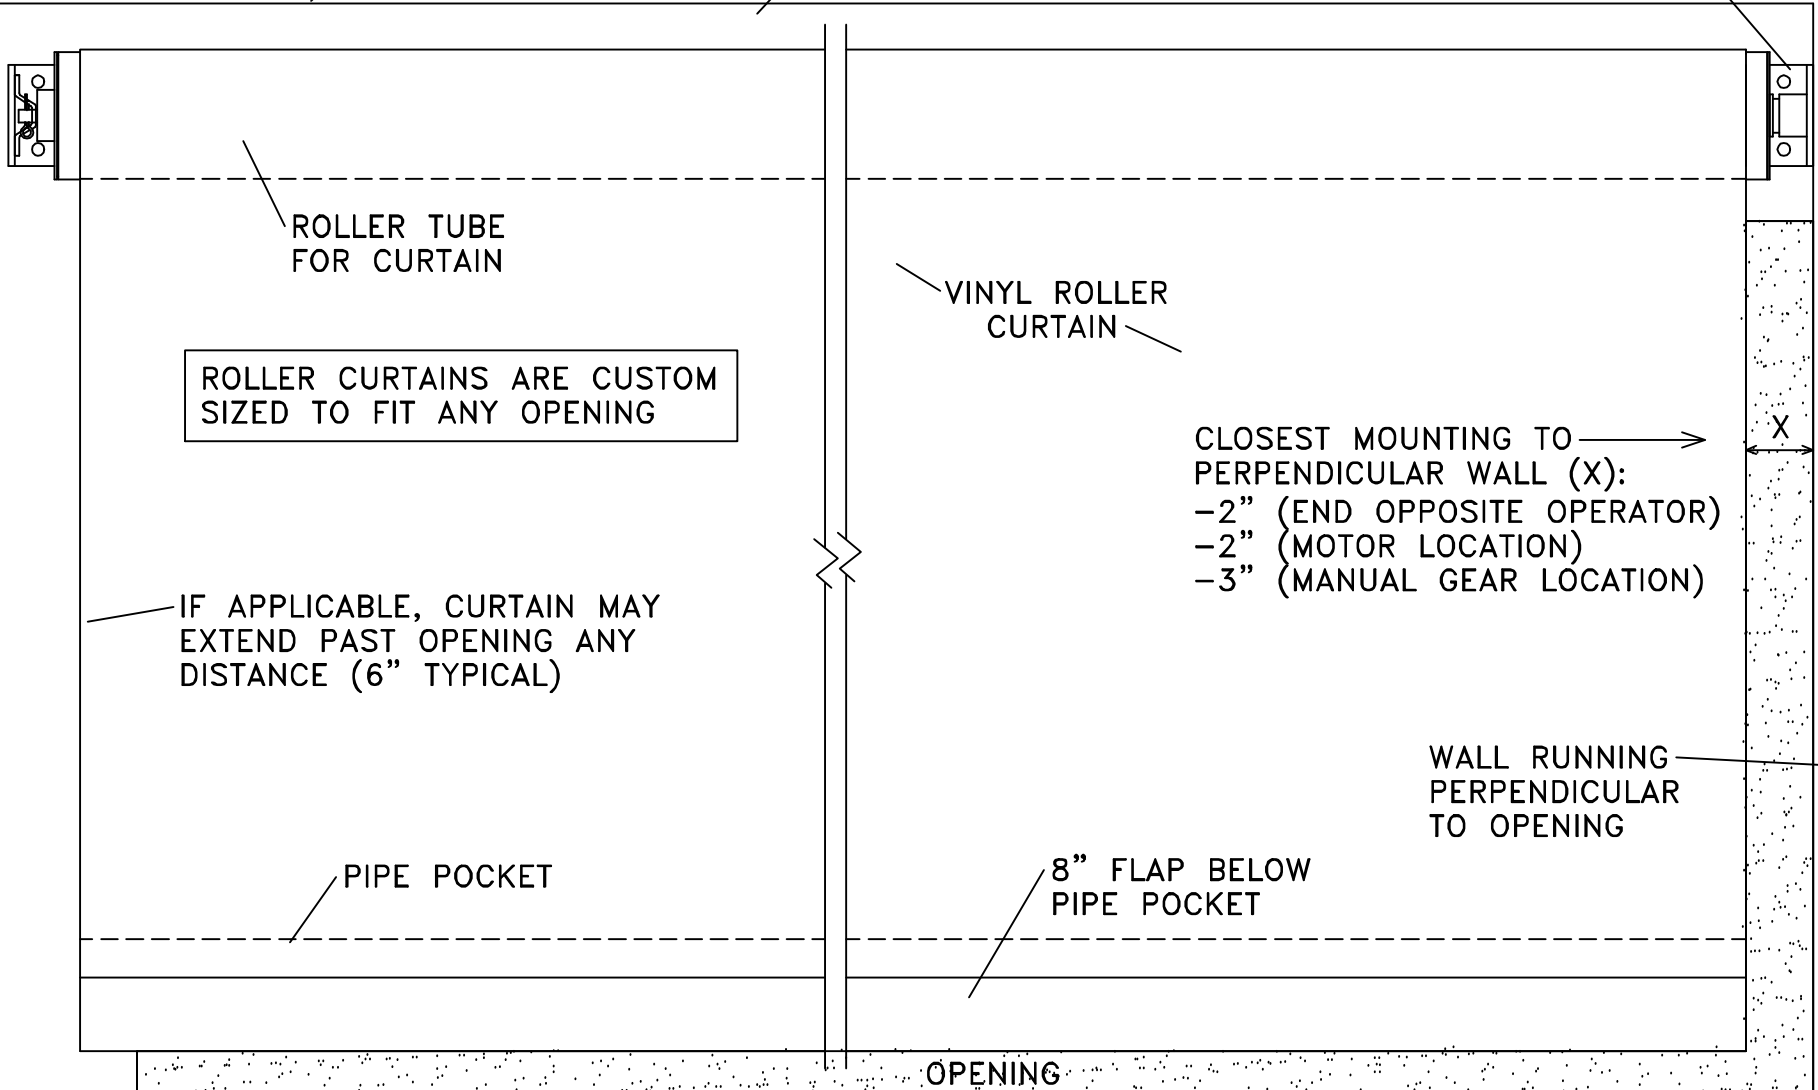 ROLLER TUBE
FOR CURTAIN
VINYL ROLLER
CURTAIN
ROLLER CURTAINS ARE CUSTOM
SIZED TO FIT ANY OPENING
X
CLOSEST MOUNTING TO
PERPENDICULAR WALL (X):
-2" (END OPPOSITE OPERATOR)
-2" (MOTOR LOCATION)
-3" (MANUAL GEAR LOCATION)
IF APPLICABLE, CURTAIN MAY
EXTEND PAST OPENING ANY
DISTANCE (6" TYPICAL)
WALL RUNNING
PERPENDICULAR
TO OPENING
PIPE POCKET
8" FLAP BELOW
PIPE POCKET
OPENING